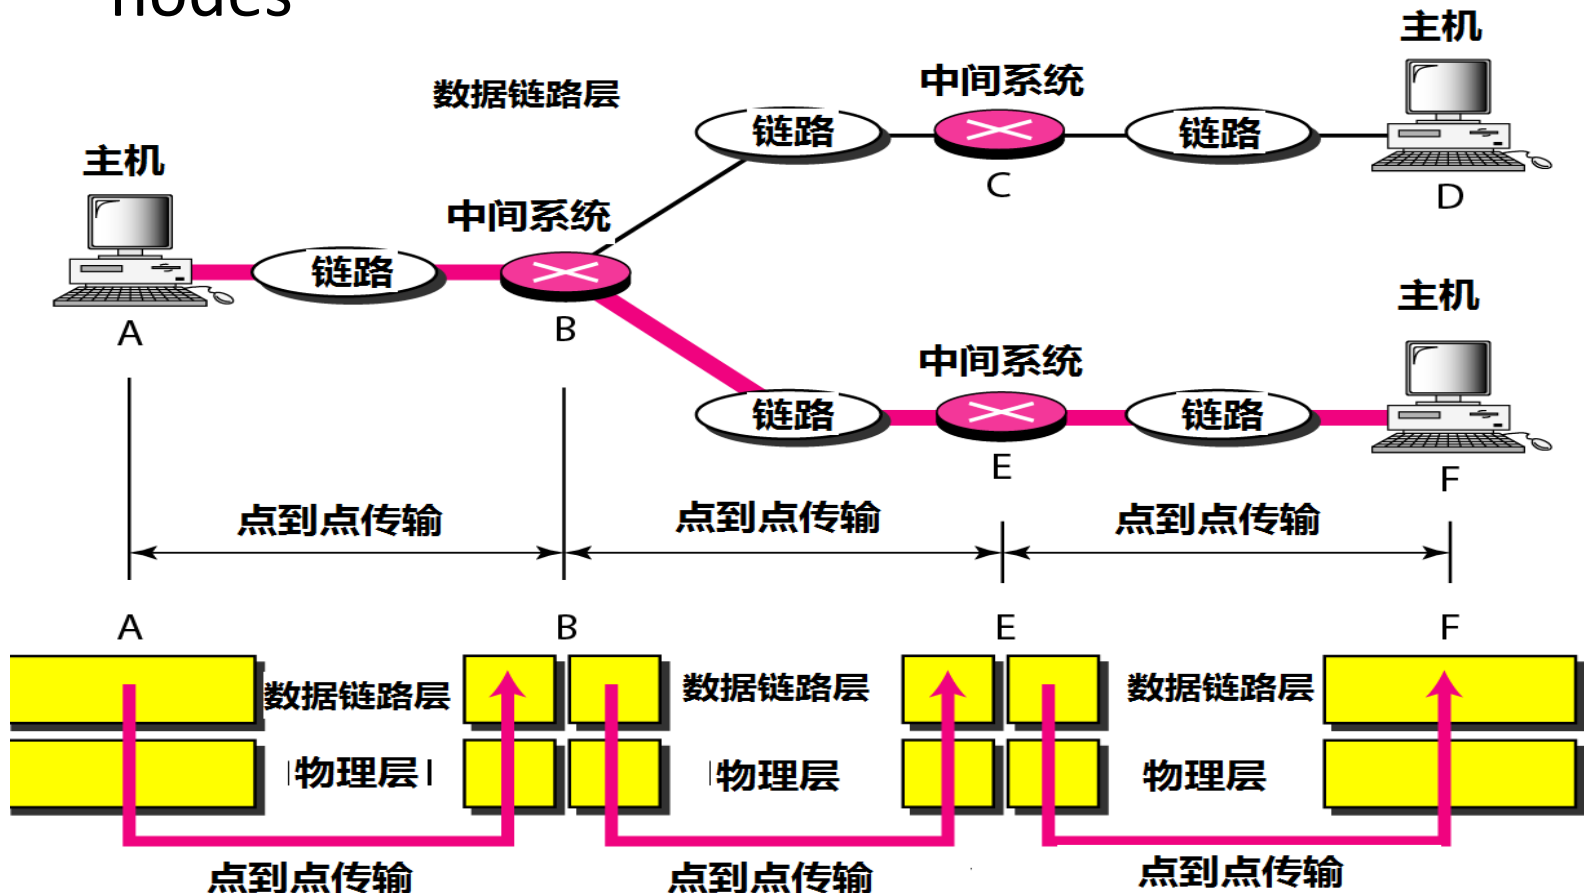 nodes
主机
数据链路层
中间系统
链路
链路
C
D
主机
中间系统
链路
A
B
主机
中间系统
链路
链路
E
F
点到点传输
点到点传输
点到点传输
A
B
E
F
数据链路层
数据链路层
数据链路层
物理层
物理层
物理层
点到点传输
点到点传输
点到点传输